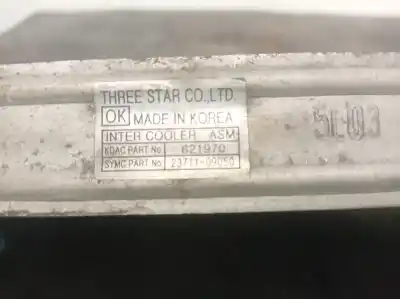 THREE STAR CO.,LTD
OK MADE IN KOREA
INTER COOLER ASM
KDAC PART No 621970
SYMC PART No 23711-09050